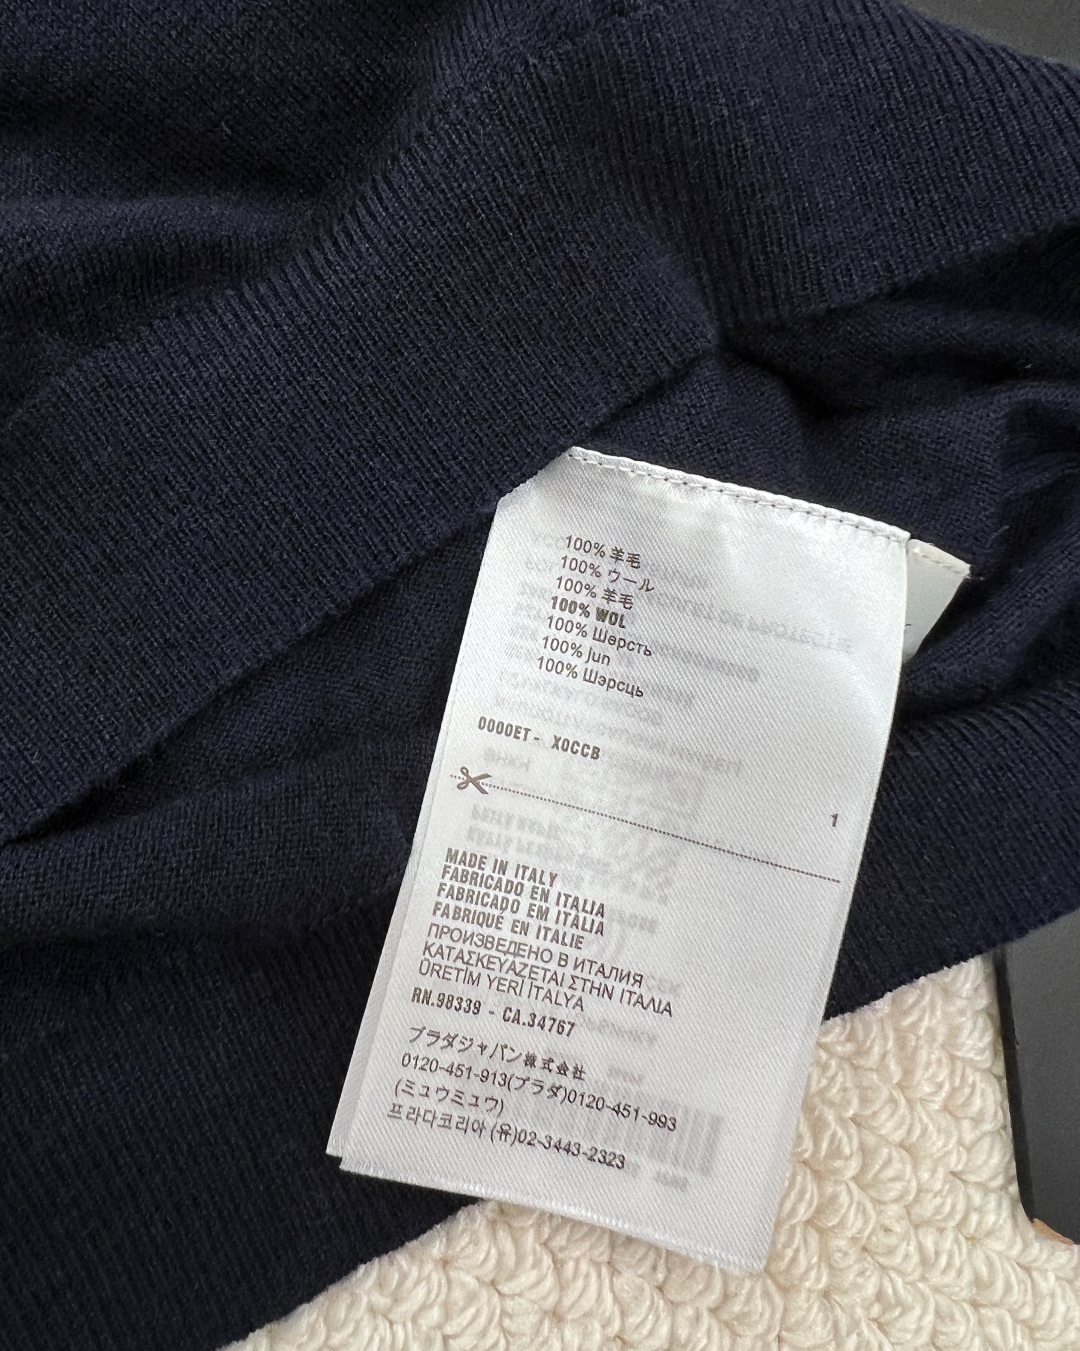 100% 羊毛
100% ウール
100% 羊毛
100% WOL
100% Шерсть
100% jun
100% Шэрсць
0000ET- X0CCB
1
MADE IN ITALY
FABRICADO EN ITALIA
FABRICADO EM ITÁLIA
FABRIQUÉ EN ITALIE
ПРОИЗВЕДЕНО В ИТАЛИЯ
ΚΑΤΑΣΚΕΥΑΖΕΤΑΙ ΣΤΗΝ ΙΤΑΛΙΑ
ÜRETİM YERİ İTALYA
RN.98339 - CA.34767
プラダジャパン株式会社
0120-451-913(プラダ)0120-451-993
(ミュウミュウ)
프라다코리아 (유)02-3443-2323